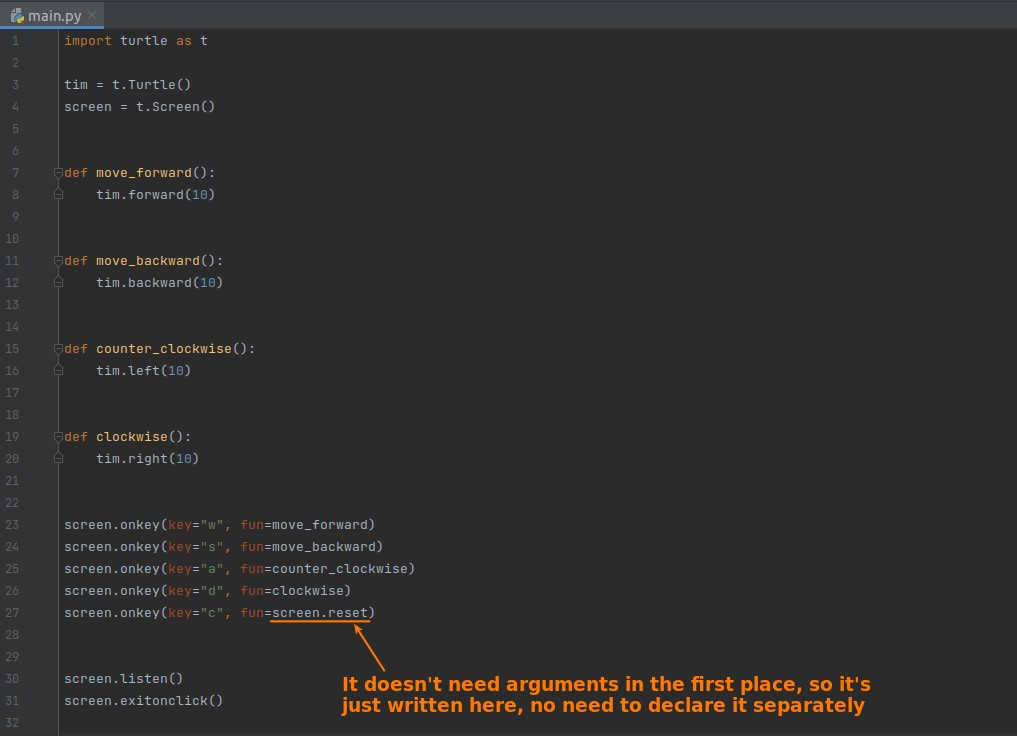 main.py
1 import turtle as t
2
3 tim = t.Turtle()
4 screen = t.Screen()
5
6
7 def move_forward():
8     tim.forward(10)
9
10
11 def move_backward():
12     tim.backward(10)
13
14
15 def counter_clockwise():
16     tim.left(10)
17
18
19 def clockwise():
20     tim.right(10)
21
22
23 screen.onkey(key="w", fun=move_forward)
24 screen.onkey(key="s", fun=move_backward)
25 screen.onkey(key="a", fun=counter_clockwise)
26 screen.onkey(key="d", fun=clockwise)
27 screen.onkey(key="c", fun=screen.reset)
28
29
30 screen.listen()
31 screen.exitonclick()
32
It doesn't need arguments in the first place, so it's
just written here, no need to declare it separately